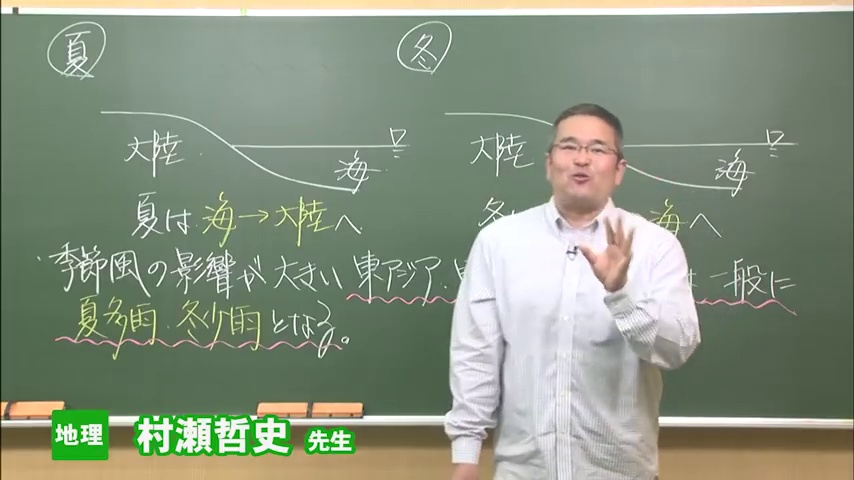 夏
冬
大陸
海
大陸
海
夏は 海→大陸へ
冬 海へ
季節風の影響が 大きい 東アジア・ は 一般に
夏多雨・冬少雨となる。
地理 村瀬哲史 先生